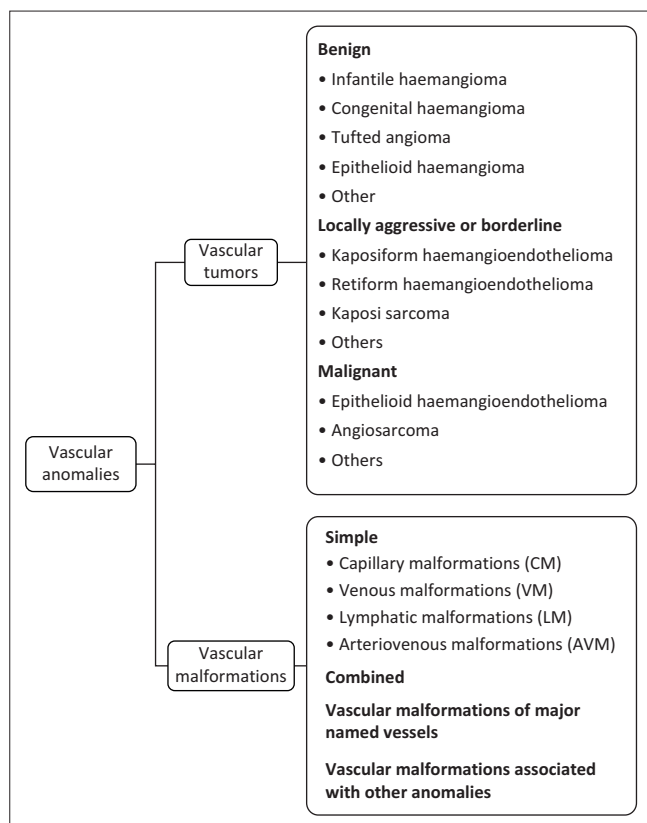 Benign
• Infantile haemangioma
• Congenital haemangioma
• Tufted angioma
• Epithelioid haemangioma
• Other
Locally aggressive or borderline
• Kaposiform haemangioendothelioma
• Retiform haemangioendothelioma
• Kaposi sarcoma
• Others
Malignant
• Epithelioid haemangioendothelioma
• Angiosarcoma
• Others
Vascular
tumors
Vascular
anomalies
Simple
• Capillary malformations (CM)
• Venous malformations (VM)
• Lymphatic malformations (LM)
• Arteriovenous malformations (AVM)
Combined
Vascular malformations of major
named vessels
Vascular malformations associated
with other anomalies
Vascular
malformations